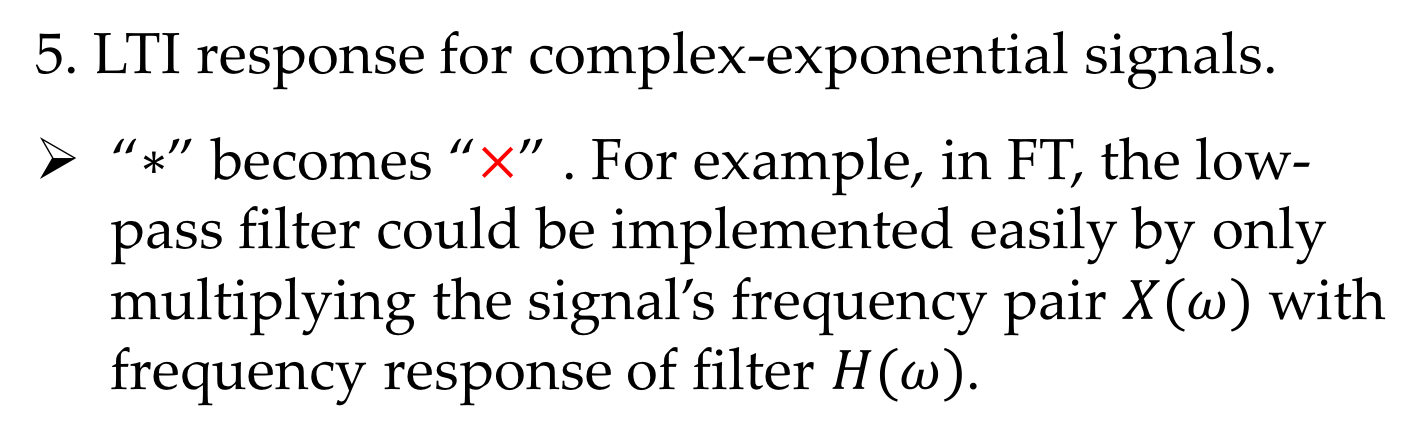 5. LTI response for complex-exponential signals.
➢ “*” becomes “×” . For example, in FT, the low-
pass filter could be implemented easily by only
multiplying the signal’s frequency pair X(ω) with
frequency response of filter H(ω).